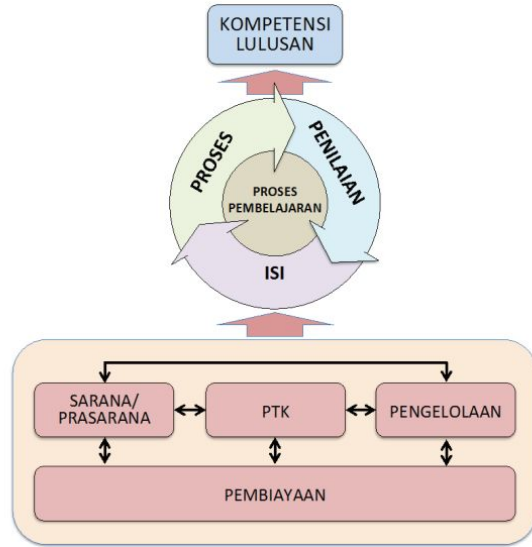 KOMPETENSI
LULUSAN
PROSES
PENILAIAN
PROSES
PEMBELAJARAN
ISI
SARANA/
PRASARANA
PTK
PENGELOLAAN
PEMBIAYAAN